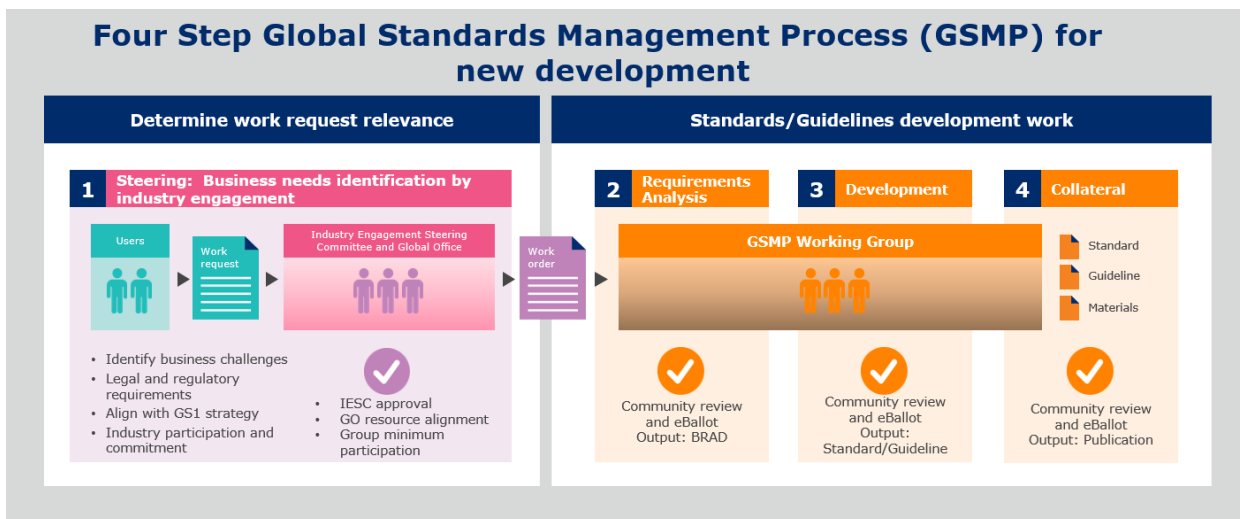 Four Step Global Standards Management Process (GSMP) for
new development
Determine work request relevance
Standards/Guidelines development work
1
Steering:  Business needs identification by
industry engagement
Users
Work
request
Industry Engagement Steering
Committee and Global Office
Work
order
• Identify business challenges
• Legal and regulatory
requirements
• Align with GS1 strategy
• Industry participation and
commitment
• IESC approval
• GO resource alignment
• Group minimum
participation
2
Requirements
Analysis
3
Development
4
Collateral
GSMP Working Group
Standard
Guideline
Materials
Community review
and eBallot
Output: BRAD
Community review
and eBallot
Output:
Standard/Guideline
Community review
and eBallot
Output: Publication